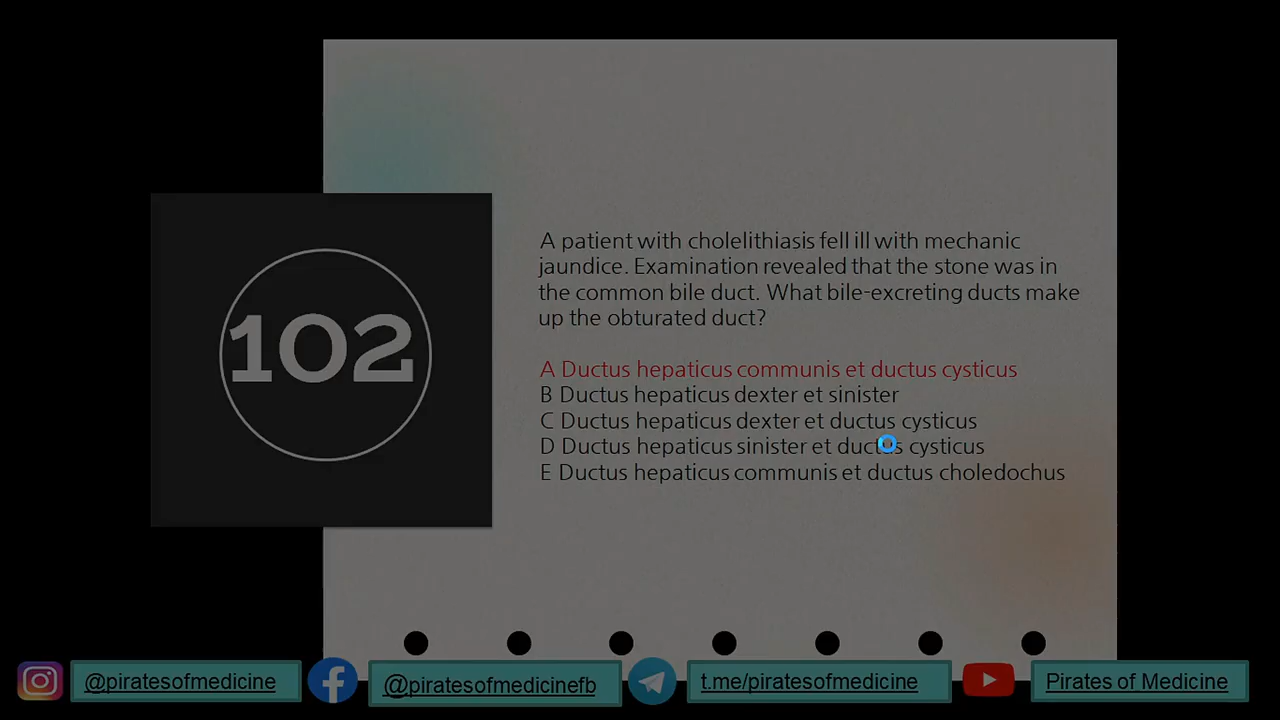 102
A patient with cholelithiasis fell ill with mechanic
jaundice. Examination revealed that the stone was in
the common bile duct. What bile-excreting ducts make
up the obturated duct?
A Ductus hepaticus communis et ductus cysticus
B Ductus hepaticus dexter et sinister
C Ductus hepaticus dexter et ductus cysticus
D Ductus hepaticus sinister et ductus cysticus
E Ductus hepaticus communis et ductus choledochus
@piratesofmedicine
@piratesofmedicinefb
t.me/piratesofmedicine
Pirates of Medicine